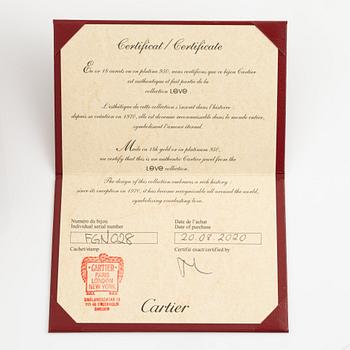 Certificat / Certificate
En or 18 carats ou en platine 950, nous certifions que ce bijou Cartier
est authentique et fait partie de la
collection LOVE
L'esthétique de cette collection s'inscrit dans l'histoire :
depuis sa création en 1970, elle est devenue reconnaissable dans le monde entier,
symbolisant l'amour éternel.
Made in 18k gold or in platinum 950,
we certify that this is an authentic Cartier jewel from the
LOVE collection.
The design of this collection embraces a rich history :
since its inception in 1970, it has become recognizable all around the world,
symbolizing everlasting love.
Numéro du bijou
Individual serial number
FGN028
Date de l'achat
Date of purchase
20.08.2020
Cachet/stamp
Certifié exact/certified by
CARTIER
PARIS
LONDON
NEW YORK
SWEDEN
Cartier